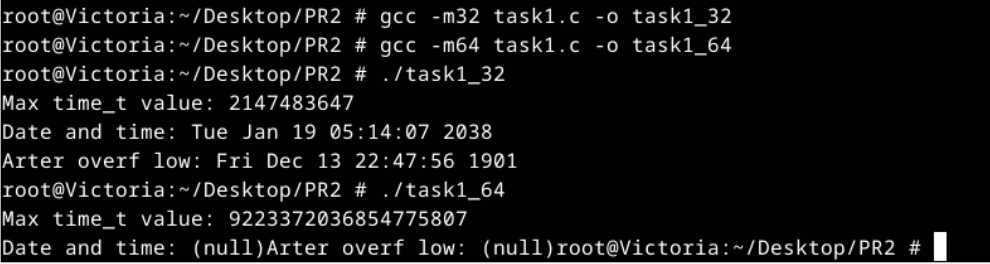 root@Victoria:~/Desktop/PR2 # gcc -m32 task1.c -o task1_32
root@Victoria:~/Desktop/PR2 # gcc -m64 task1.c -o task1_64
root@Victoria:~/Desktop/PR2 # ./task1_32
Max time_t value: 2147483647
Date and time: Tue Jan 19 05:14:07 2038
Arter overf low: Fri Dec 13 22:47:56 1901
root@Victoria:~/Desktop/PR2 # ./task1_64
Max time_t value: 9223372036854775807
Date and time: (null)Arter overf low: (null)root@Victoria:~/Desktop/PR2 #